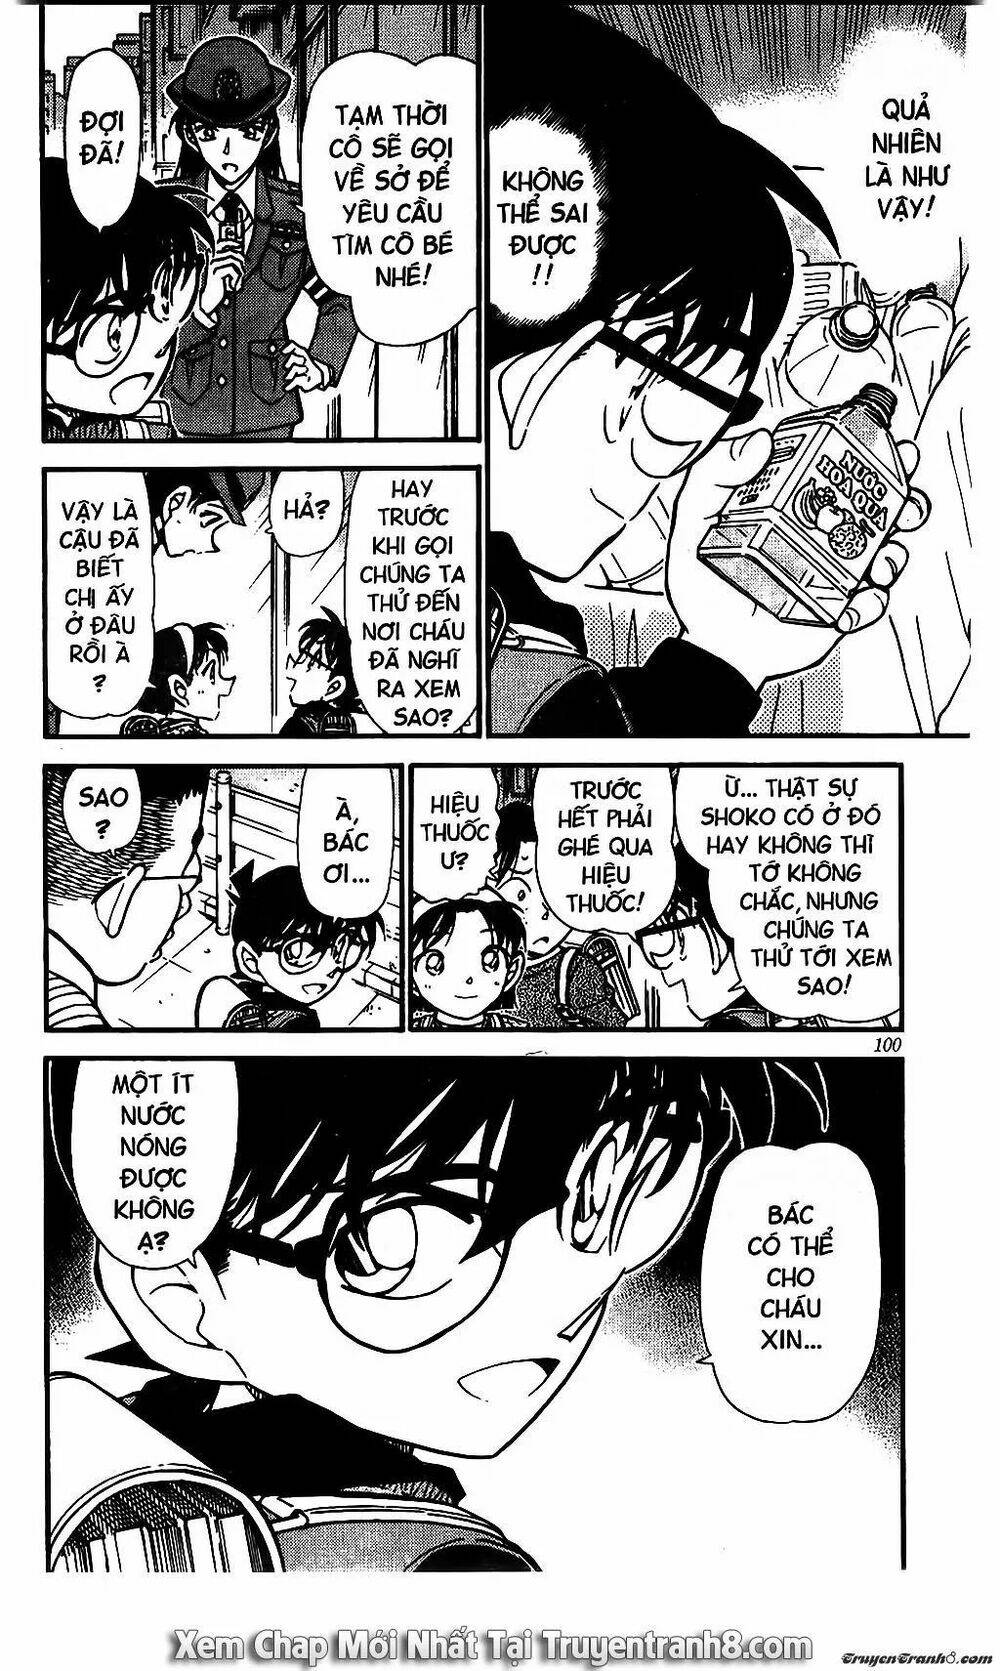 QUẢ
NHIÊN
LÀ NHƯ
VẬY!
KHÔNG
THỂ SAI
ĐƯỢC
!!
NƯỚC
HOA QUẢ
TẠM THỜI
CÔ SẼ GỌI
VỀ SỞ ĐỂ
YÊU CẦU
TÌM CÔ BÉ
NHÉ!
ĐỢI
ĐÃ!
HAY
TRƯỚC
KHI GỌI
CHÚNG TA
THỬ ĐẾN
NƠI CHÁU
ĐÃ NGHĨ
RA XEM
SAO?
HẢ?
VẬY LÀ
CẬU ĐÃ
BIẾT
CHỊ ẤY
Ở ĐÂU
RỒI À
?
Ừ... THẬT SỰ
SHOKO CÓ Ở ĐÓ
HAY KHÔNG THÌ
TỚ KHÔNG
CHẮC, NHƯNG
CHÚNG TA
THỬ TỚI XEM
SAO!
TRƯỚC
HẾT PHẢI
GHÉ QUA
HIỆU
THUỐC!
HIỆU
THUỐC
Ư?
À,
BÁC
ƠI...
SAO
?
100
BÁC
CÓ THỂ
CHO
CHÁU
XIN...
MỘT ÍT
NƯỚC
NÓNG
ĐƯỢC
KHÔNG
Ạ?
Xem Chap Mới Nhất Tại Truyentranh8.com
TruyenTranh8.com